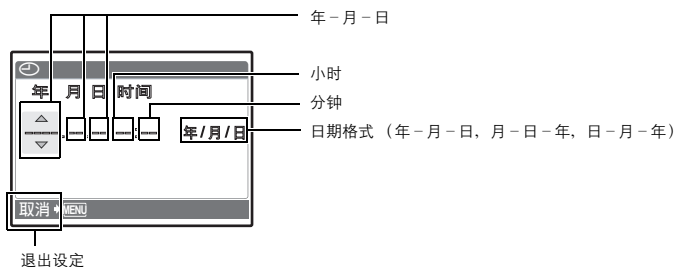 年－月－日
小时
分钟
日期格式（年－月－日，月－日－年，日－月－年）
年 月 日 时间
年/月/日
取消 MENU
退出设定